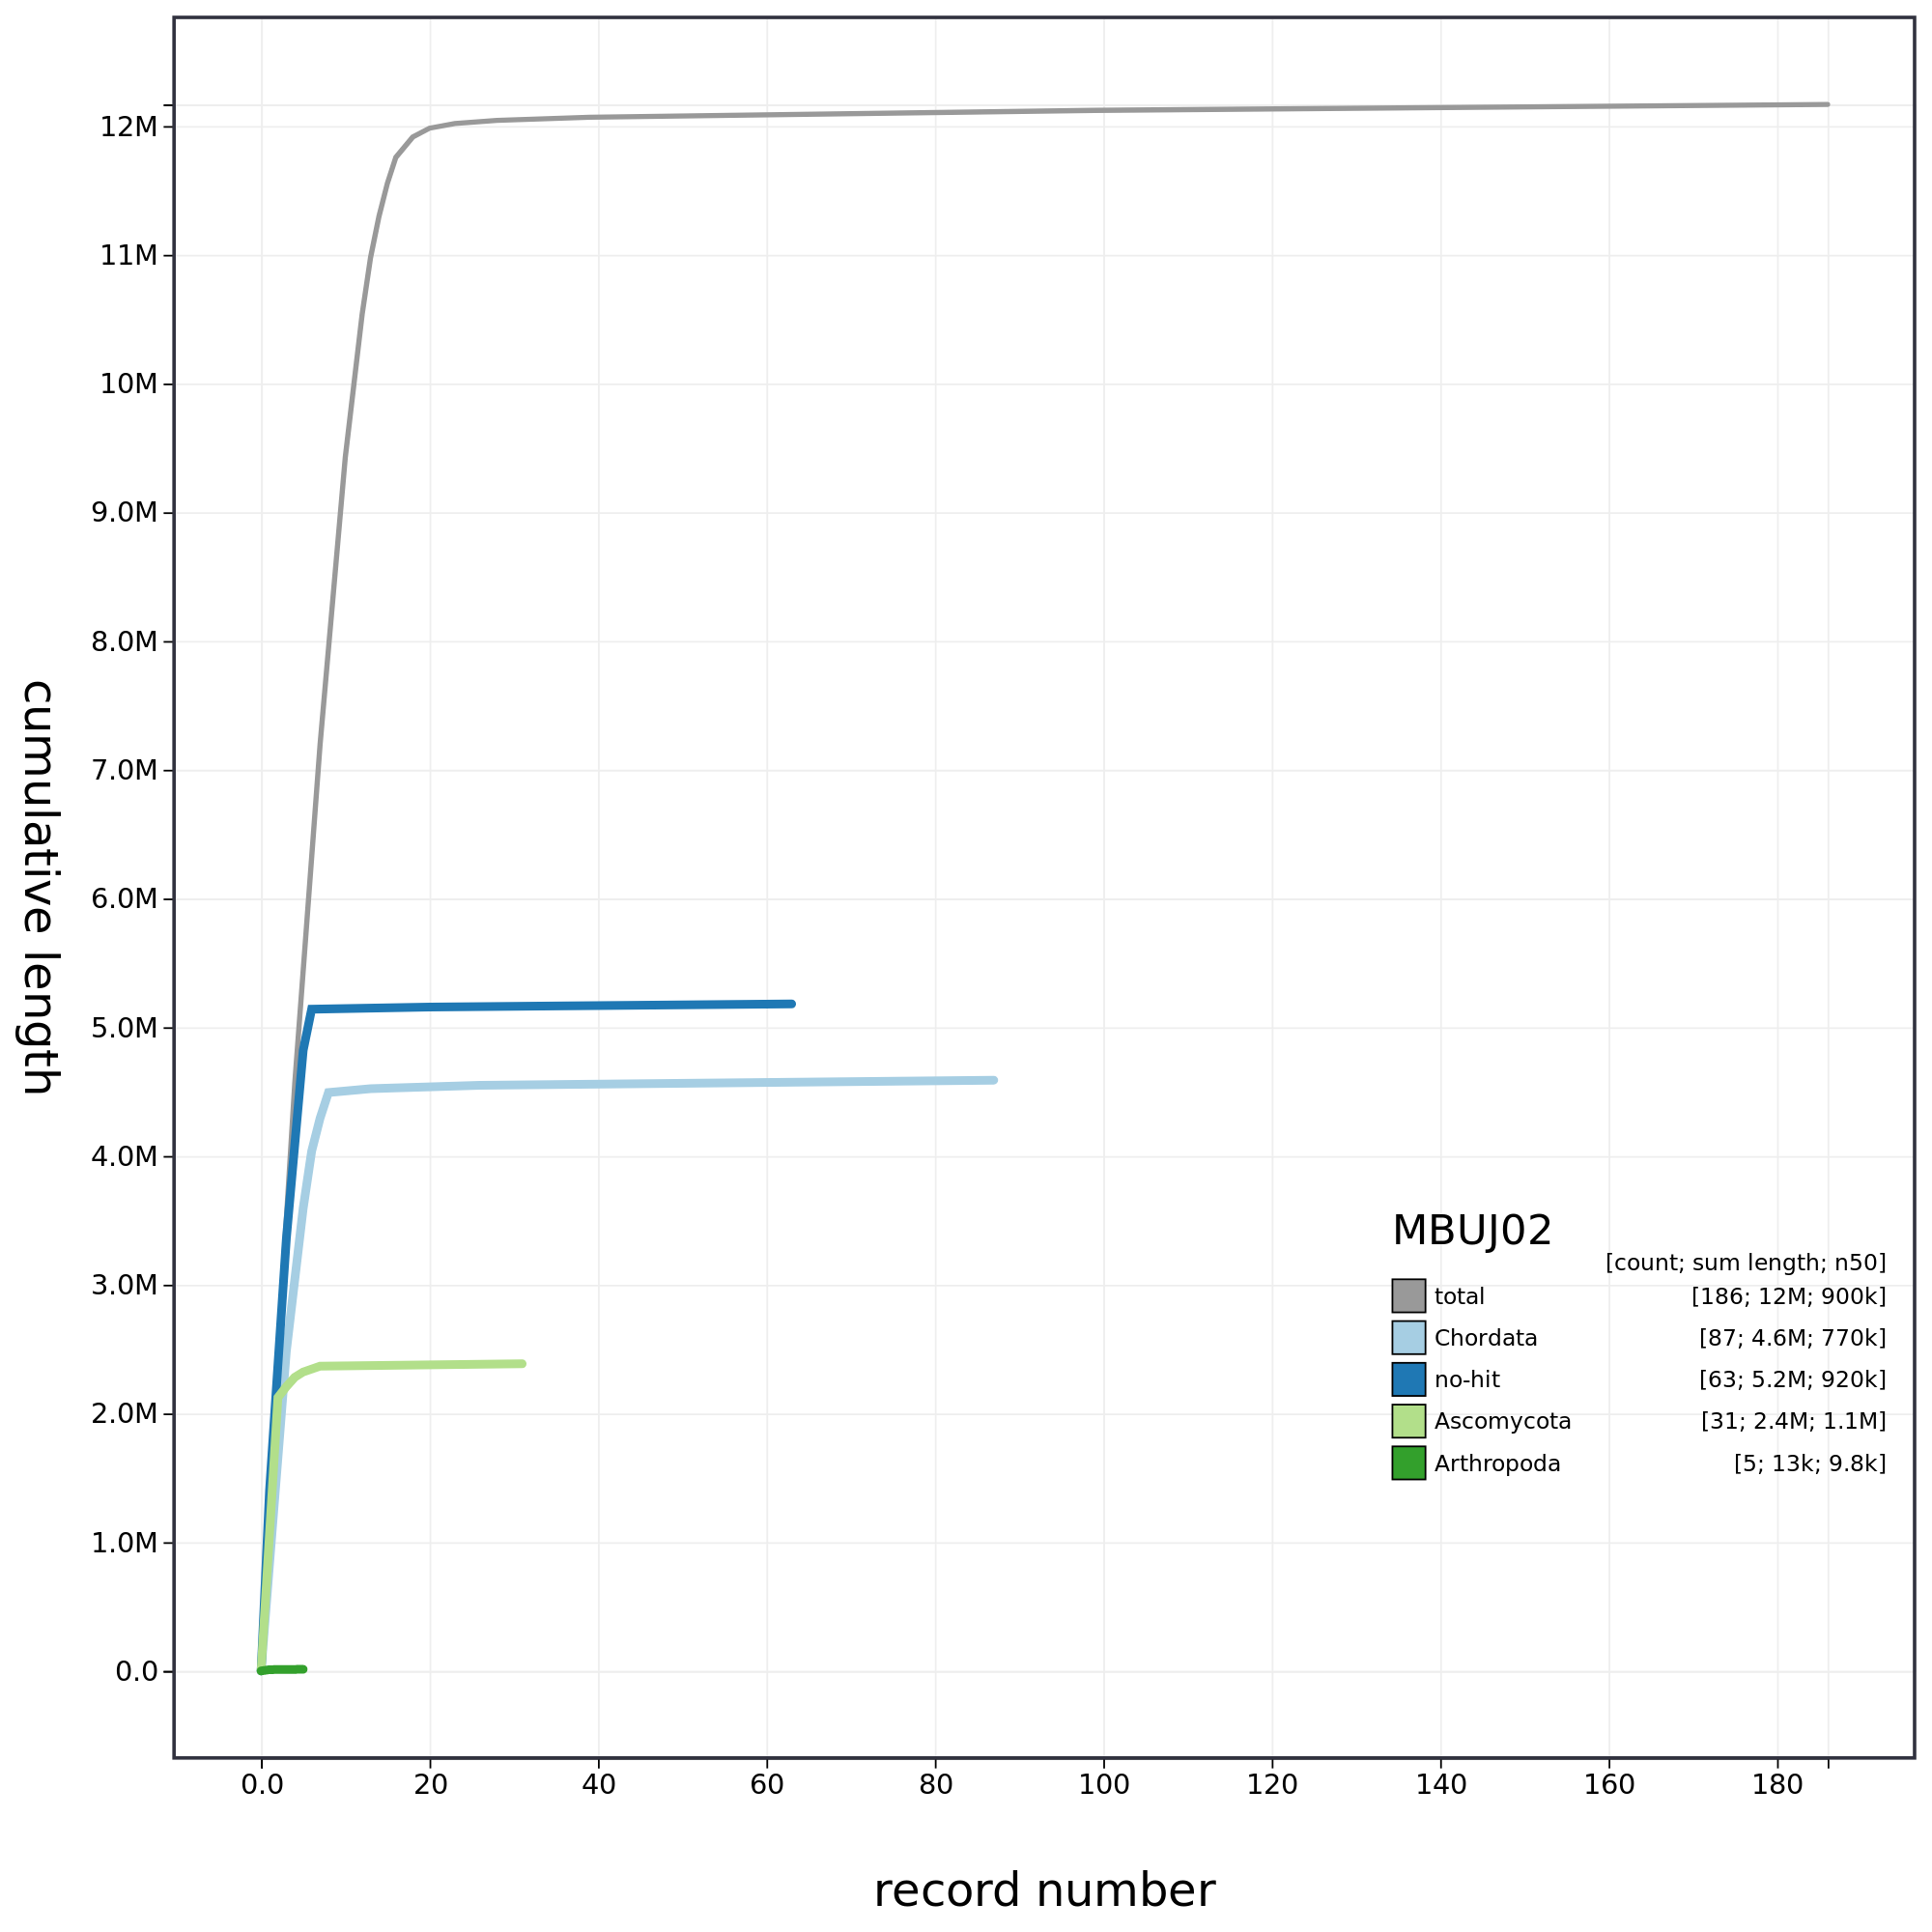 cumulative length
12M
11M
10M
9.0M
8.0M
7.0M
6.0M
5.0M
4.0M
3.0M
2.0M
1.0M
0.0
MBUJ02
[count; sum length; n50]
total [186; 12M; 900k]
Chordata [87; 4.6M; 770k]
no-hit [63; 5.2M; 920k]
Ascomycota [31; 2.4M; 1.1M]
Arthropoda [5; 13k; 9.8k]
0.0 20 40 60 80 100 120 140 160 180
record number